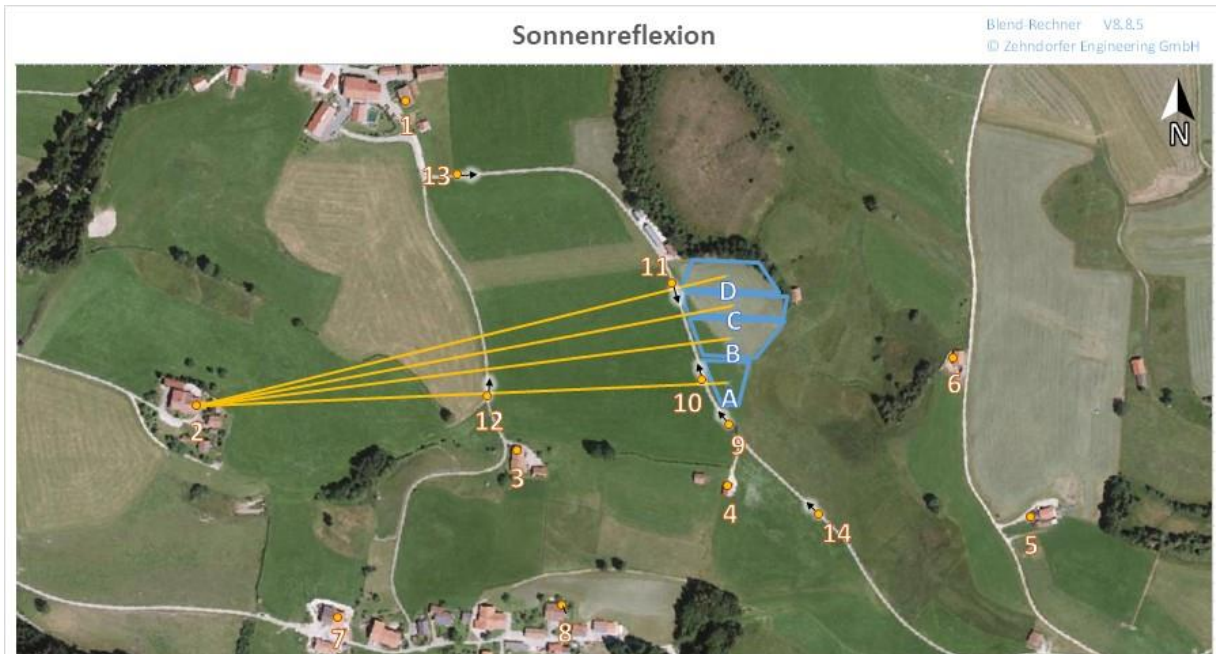 Sonnenreflexion
Blend-Rechner V8.8.5
© Zehndorfer Engineering GmbH
N
1
13
11
D
C
B
A
6
2
12
10
9
3
4
14
5
7
8